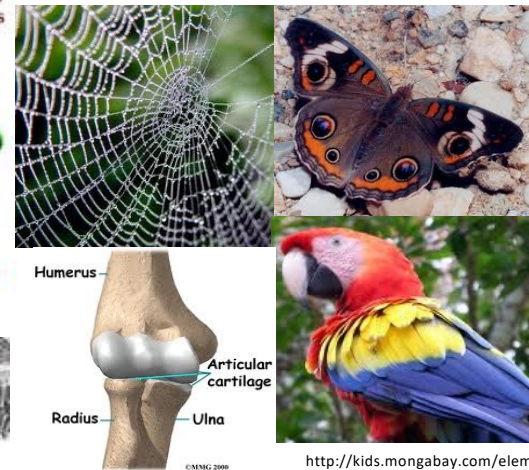 Humerus
Articular
cartilage
Radius
Ulna
©MMG 2000
http://kids.mongabay.com/elem